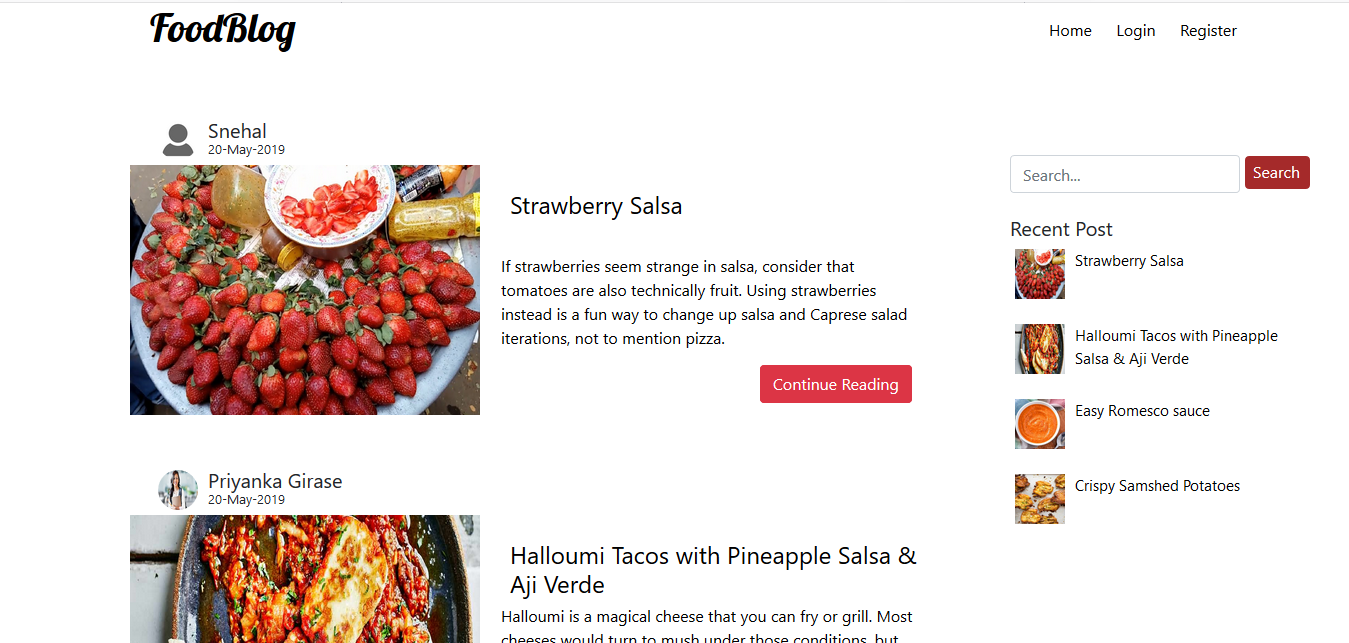 FoodBlog
Home Login Register
Snehal
20-May-2019
Strawberry Salsa
If strawberries seem strange in salsa, consider that
tomatoes are also technically fruit. Using strawberries
instead is a fun way to change up salsa and Caprese salad
iterations, not to mention pizza.
Continue Reading
Priyanka Girase
20-May-2019
Halloumi Tacos with Pineapple Salsa &
Aji Verde
Halloumi is a magical cheese that you can fry or grill. Most
cheeses would turn to mush under those conditions, but
Search...
Search
Recent Post
Strawberry Salsa
Halloumi Tacos with Pineapple
Salsa & Aji Verde
Easy Romesco sauce
Crispy Samshed Potatoes